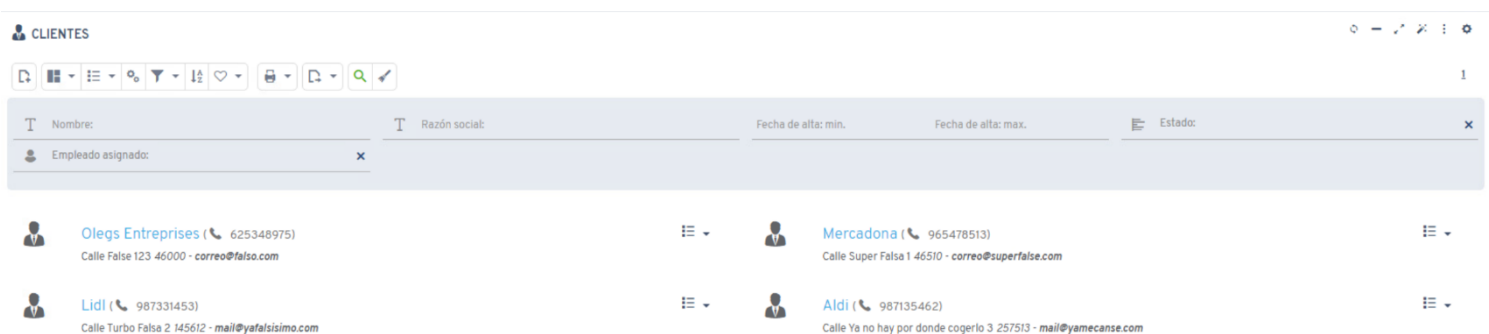 CLIENTES
1
Nombre: Razón social: Fecha de alta: min. Fecha de alta: max. Estado:
Empleado asignado:
Olegs Entreprises ( 625348975) Mercadona ( 965478513)
Calle False 123 46000 - correo@falso.com Calle Super Falsa 1 46510 - correo@superfalse.com
Lidl ( 987331453) Aldi ( 987135462)
Calle Turbo Falsa 2 145612 - mail@yafalsisimo.com Calle Ya no hay por donde cogerlo 3 257513 - mail@yamecanse.com